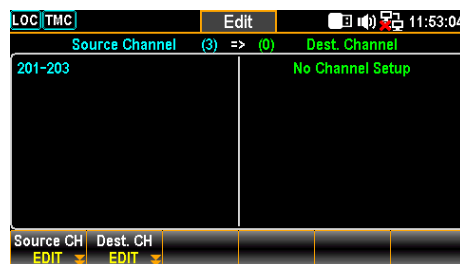 LOC TMC Edit 11:53:04
Source Channel (3) => (0) Dest. Channel
201-203 No Channel Setup
Source CH Dest. CH
EDIT EDIT